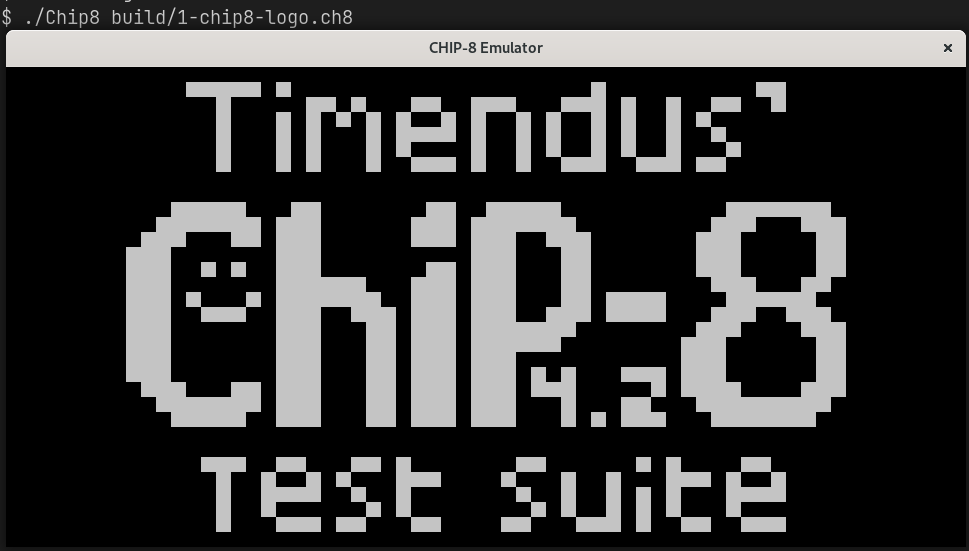 $ ./Chip8 build/1-chip8-logo.ch8
CHIP-8 Emulator
Timendus'
CHiP-8
4.2
Test suite